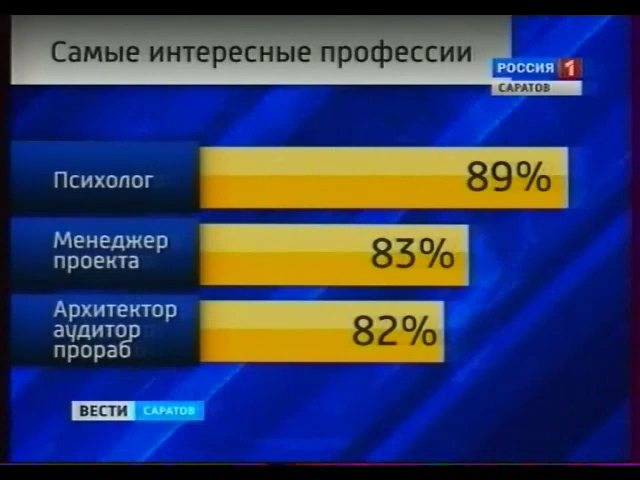 Самые интересные профессии
РОССИЯ 1
САРАТОВ
Психолог
89%
Менеджер
проекта
83%
Архитектор
аудитор
прораб
82%
ВЕСТИ САРАТОВ